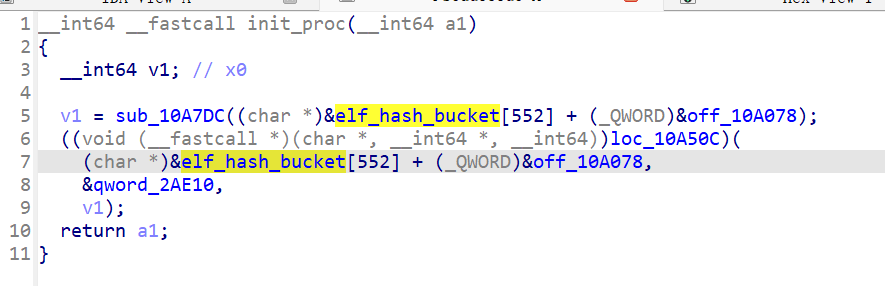 1 __int64 __fastcall init_proc(__int64 a1)
2 {
3 __int64 v1; // x0
4
5 v1 = sub_10A7DC((char *)&elf_hash_bucket[552] + (_QWORD)&off_10A078);
6 ((void (__fastcall *)(char *, __int64 *, __int64))loc_10A50C)(
7 (char *)&elf_hash_bucket[552] + (_QWORD)&off_10A078,
8 &qword_2AE10,
9 v1);
10 return a1;
11 }